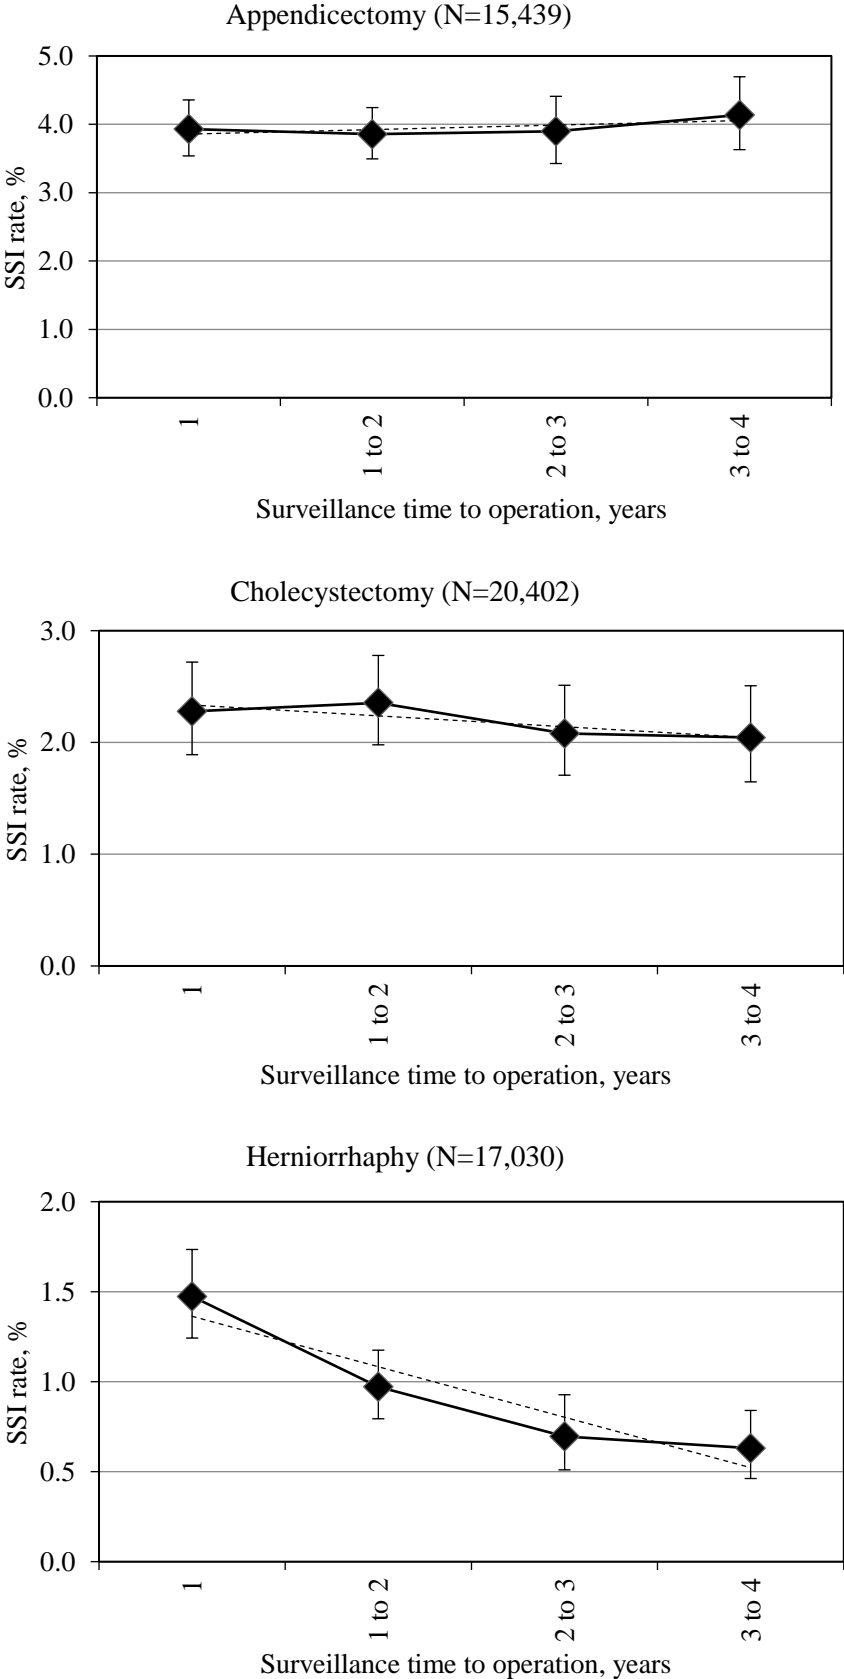 Appendicectomy (N=15,439)
5.0
4.0
3.0
2.0
1.0
0.0
SSI rate, %
1
1 to 2
2 to 3
3 to 4
Surveillance time to operation, years
Cholecystectomy (N=20,402)
3.0
2.0
1.0
0.0
SSI rate, %
1
1 to 2
2 to 3
3 to 4
Surveillance time to operation, years
Herniorrhaphy (N=17,030)
2.0
1.5
1.0
0.5
0.0
SSI rate, %
1
1 to 2
2 to 3
3 to 4
Surveillance time to operation, years